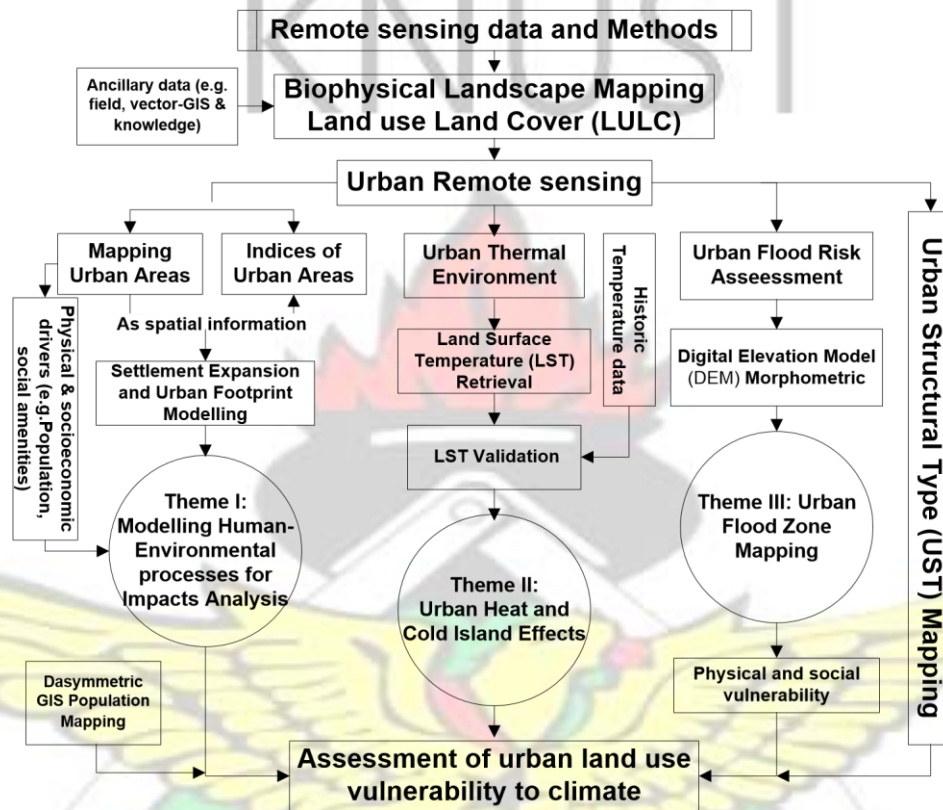 KNUST
Remote sensing data and Methods
Ancillary data (e.g.
field, vector-GIS &
knowledge)
Biophysical Landscape Mapping
Land use Land Cover (LULC)
Urban Remote sensing
Mapping
Urban Areas
Indices of
Urban Areas
Urban Thermal
Environment
Historic
Temperature data
Urban Flood Risk
Asseessment
Urban Structural Type (UST) Mapping
Physical & socioeconomic
drivers (e.g.Population,
social amenities)
As spatial information
Settlement Expansion
and Urban Footprint
Modelling
Land Surface
Temperature (LST)
Retrieval
Digital Elevation Model
(DEM) Morphometric
LST Validation
Theme I:
Modelling Human-
Environmental
processes for
Impacts Analysis
Theme II:
Urban Heat and
Cold Island Effects
Theme III: Urban
Flood Zone
Mapping
Dasymmetric
GIS Population
Mapping
Physical and social
vulnerability
Assessment of urban land use
vulnerability to climate